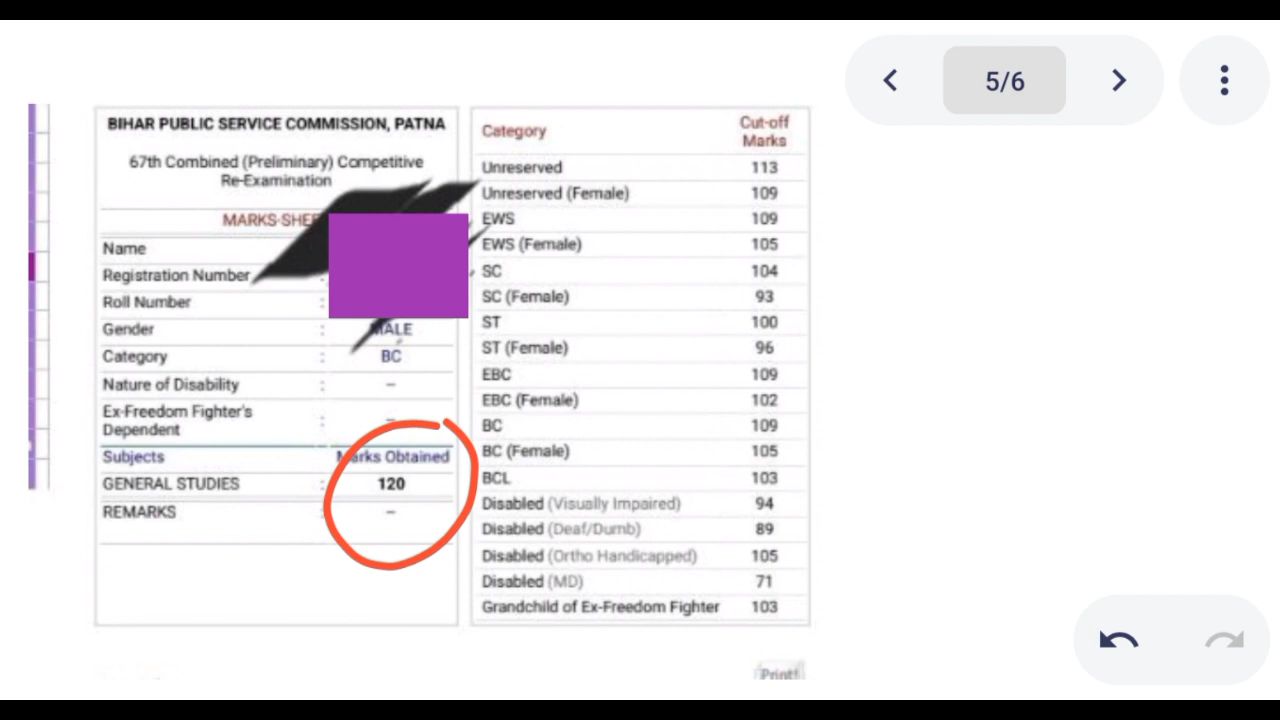 5/6
BIHAR PUBLIC SERVICE COMMISSION, PATNA
67th Combined (Preliminary) Competitive
Re-Examination
MARKS-SHEE
Name
Registration Number
Roll Number :
Gender : MALE
Category : BC
Nature of Disability : –
Ex-Freedom Fighter's
Dependent : –
Subjects Marks Obtained
GENERAL STUDIES : 120
REMARKS : –
Category Cut-off
Marks
Unreserved 113
Unreserved (Female) 109
EWS 109
EWS (Female) 105
SC 104
SC (Female) 93
ST 100
ST (Female) 96
EBC 109
EBC (Female) 102
BC 109
BC (Female) 105
BCL 103
Disabled (Visually Impaired) 94
Disabled (Deaf/Dumb) 89
Disabled (Ortho Handicapped) 105
Disabled (MD) 71
Grandchild of Ex-Freedom Fighter 103
Print!